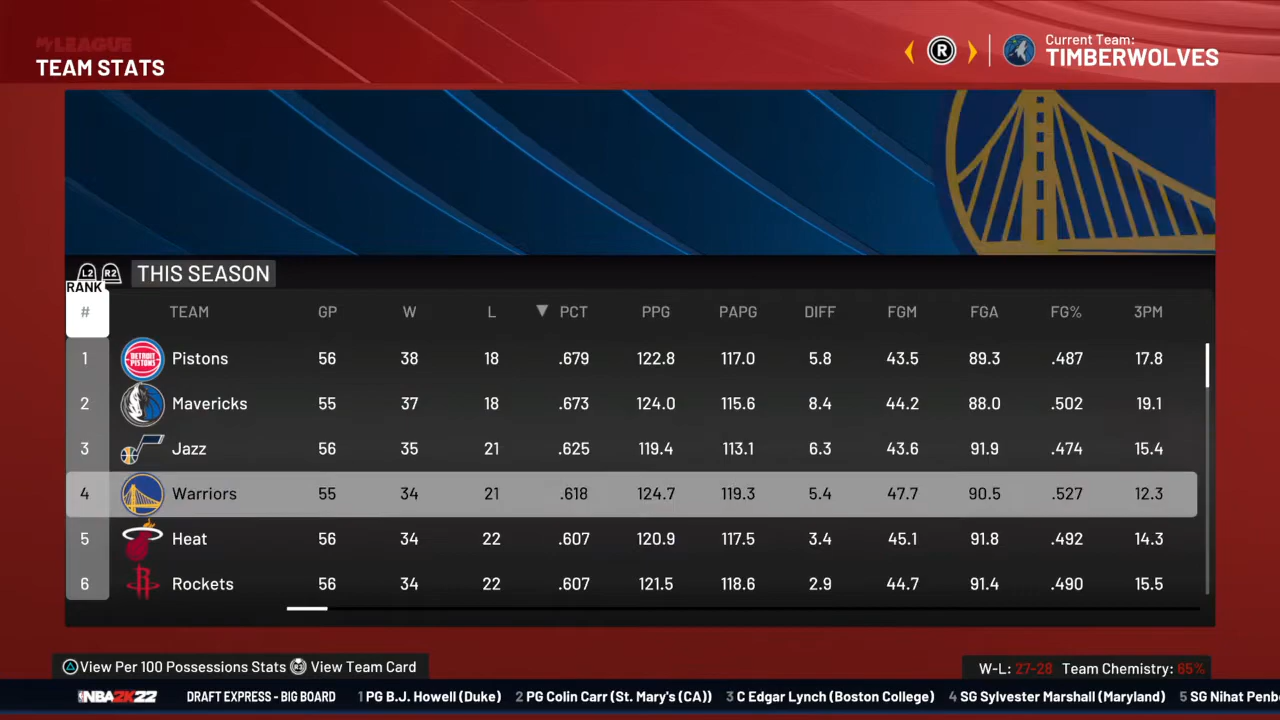 MyLEAGUE
TEAM STATS
R
Current Team:
TIMBERWOLVES
L2 R2 THIS SEASON
RANK
# TEAM GP W L PCT PPG PAPG DIFF FGM FGA FG% 3PM
1 DETROIT PISTONS Pistons 56 38 18 .679 122.8 117.0 5.8 43.5 89.3 .487 17.8
2 Mavericks 55 37 18 .673 124.0 115.6 8.4 44.2 88.0 .502 19.1
3 Jazz 56 35 21 .625 119.4 113.1 6.3 43.6 91.9 .474 15.4
4 Warriors 55 34 21 .618 124.7 119.3 5.4 47.7 90.5 .527 12.3
5 Heat 56 34 22 .607 120.9 117.5 3.4 45.1 91.8 .492 14.3
6 Rockets 56 34 22 .607 121.5 118.6 2.9 44.7 91.4 .490 15.5
View Per 100 Possessions Stats R3 View Team Card
W-L: 27-28 Team Chemistry: 65%
NBA 2K22 DRAFT EXPRESS - BIG BOARD 1 PG B.J. Howell (Duke) 2 PG Colin Carr (St. Mary's (CA)) 3 C Edgar Lynch (Boston College) 4 SG Sylvester Marshall (Maryland) 5 SG Nihat Penb